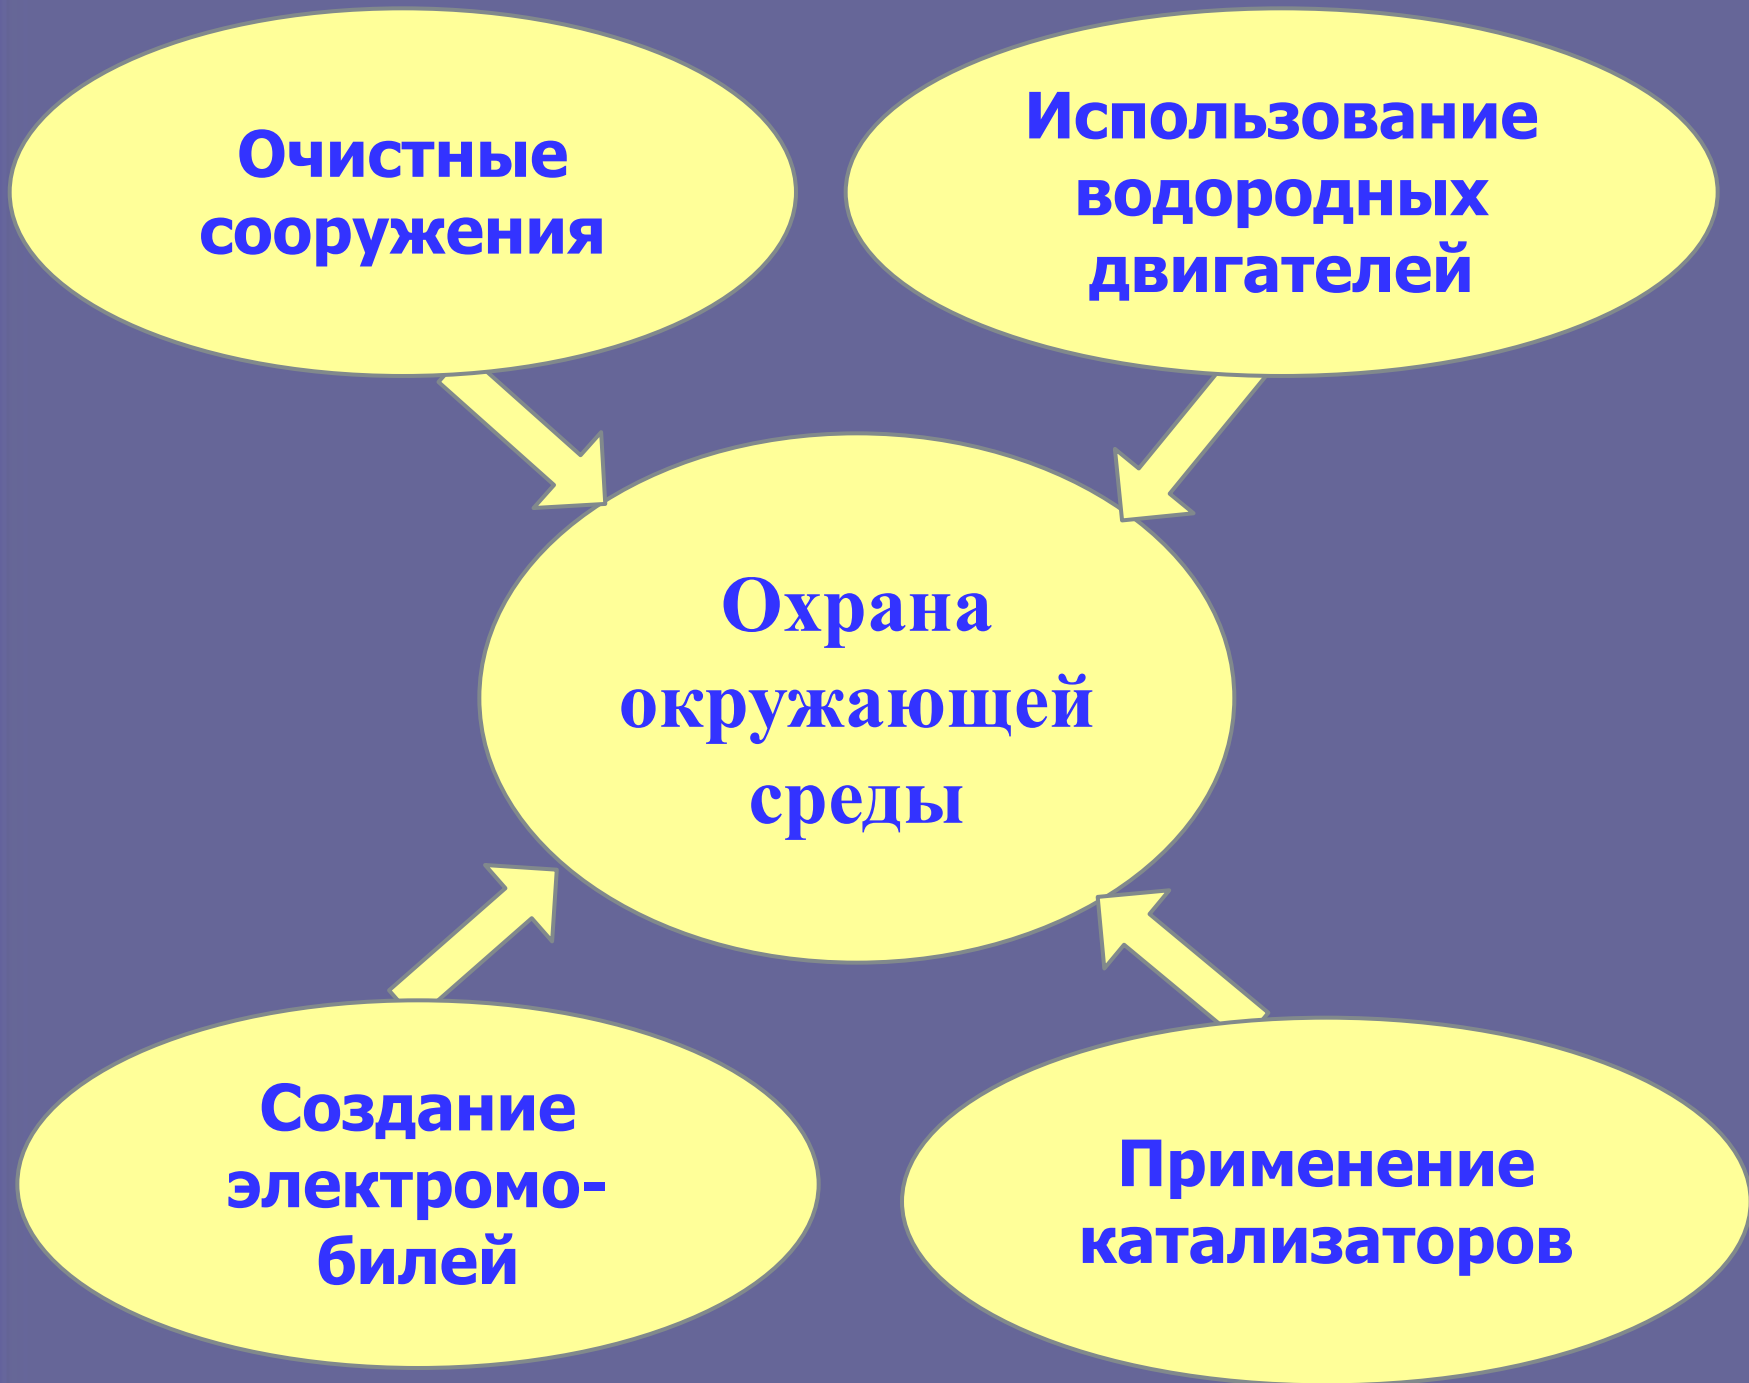 Очистные
сооружения
Использование
водородных
двигателей
Охрана
окружающей
среды
Создание
электромо-
билей
Применение
катализаторов